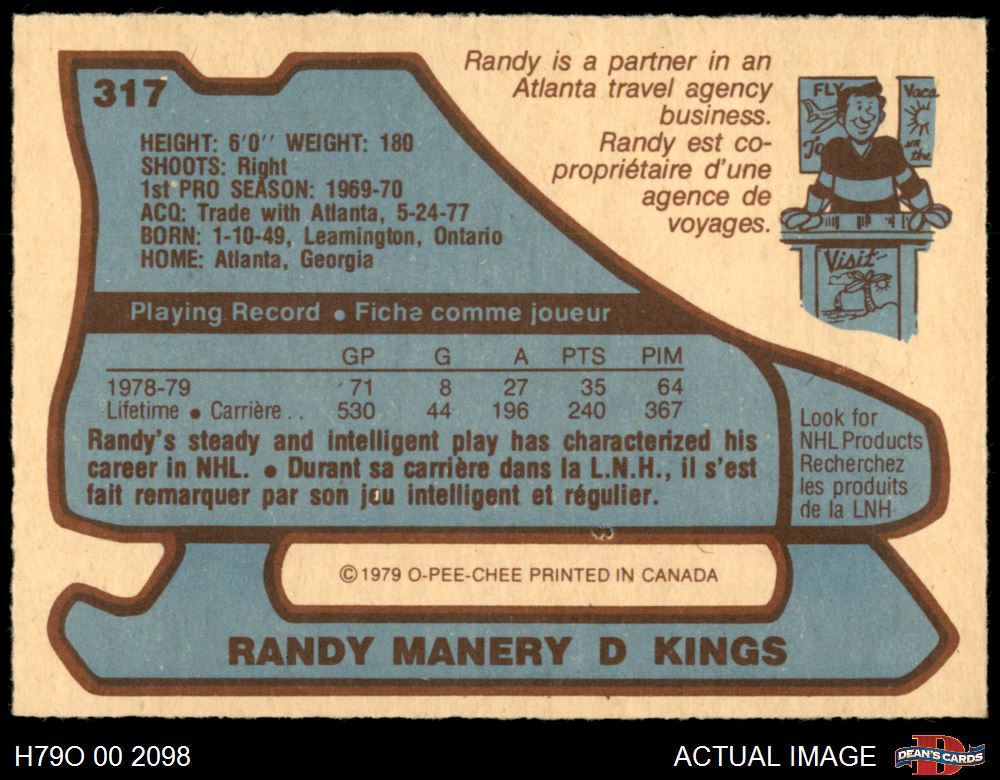 317
HEIGHT: 6'0'' WEIGHT: 180
SHOOTS: Right
1st PRO SEASON: 1969-70
ACQ: Trade with Atlanta, 5-24-77
BORN: 1-10-49, Leamington, Ontario
HOME: Atlanta, Georgia
Randy is a partner in an
Atlanta travel agency
business.
Randy est co-
propriétaire d'une
agence de
voyages.
FLY
To
Vaca
in
the
Visit
Playing Record • Fiche comme joueur
GP G A PTS PIM
1978-79 71 8 27 35 64
Lifetime • Carrière . . 530 44 196 240 367
Randy's steady and intelligent play has characterized his
career in NHL. • Durant sa carrière dans la L.N.H., il s'est
fait remarquer par son jeu intelligent et régulier.
Look for
NHL Products
Recherchez
les produits
de la LNH
© 1979 O-PEE-CHEE PRINTED IN CANADA
RANDY MANERY D KINGS
H79O 00 2098
ACTUAL IMAGE
DEAN'S CARDS